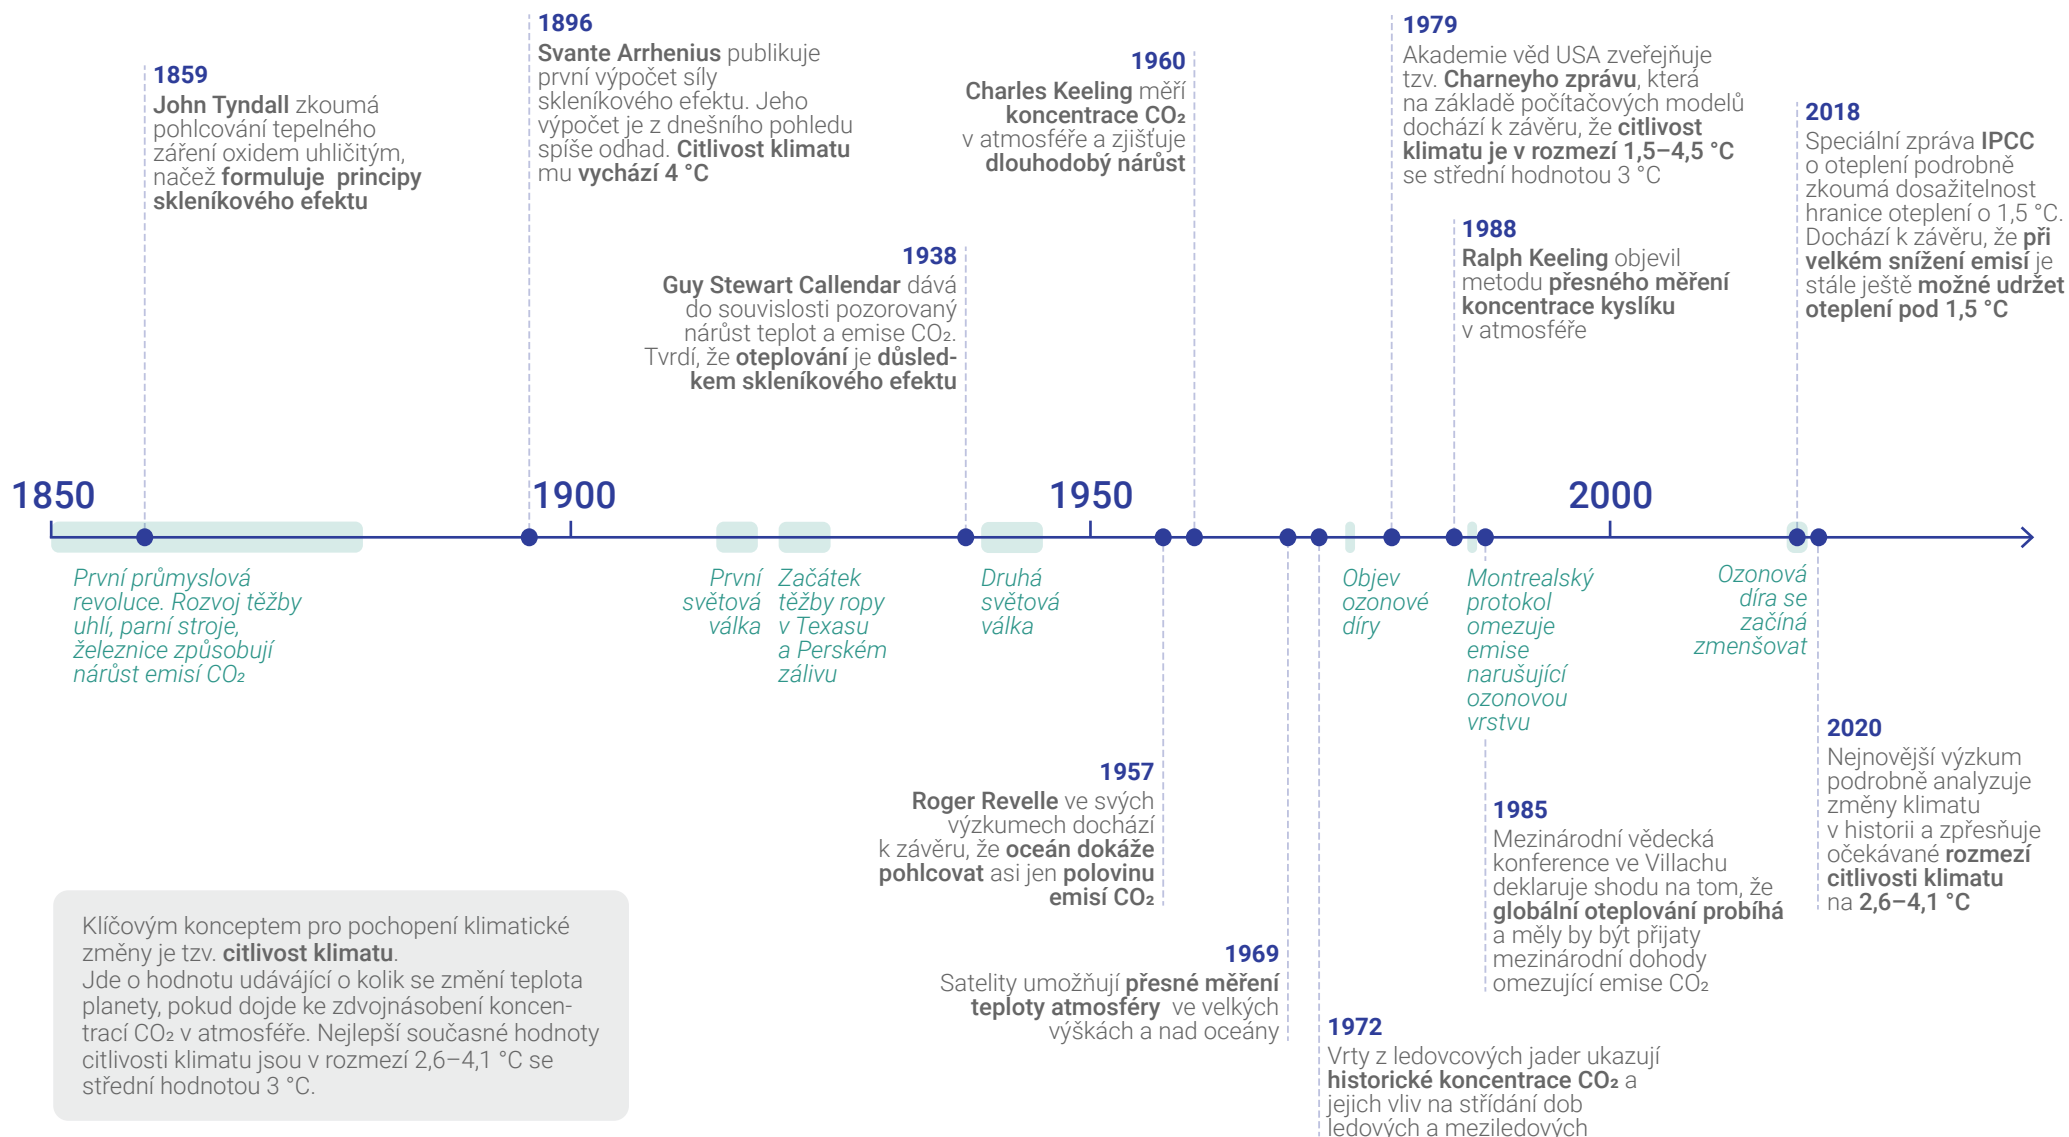 1859
John Tyndall zkoumá
pohlcování tepelného
záření oxidem uhličitým,
načež formuluje principy
skleníkového efektu
1896
Svante Arrhenius publikuje
první výpočet síly
skleníkového efektu. Jeho
výpočet je z dnešního pohledu
spíše odhad. Citlivost klimatu
mu vychází 4 °C
1938
Guy Stewart Callendar dává
do souvislosti pozorovaný
nárůst teplot a emise CO₂.
Tvrdí, že oteplování je důsled-
kem skleníkového efektu
1960
Charles Keeling měří
koncentrace CO₂
v atmosféře a zjišťuje
dlouhodobý nárůst
1979
Akademie věd USA zveřejňuje
tzv. Charneyho zprávu, která
na základě počítačových modelů
dochází k závěru, že citlivost
klimatu je v rozmezí 1,5–4,5 °C
se střední hodnotou 3 °C
1988
Ralph Keeling objevil
metodu přesného měření
koncentrace kyslíku
v atmosféře
2018
Speciální zpráva IPCC
o oteplení podrobně
zkoumá dosažitelnost
hranice oteplení o 1,5 °C.
Dochází k závěru, že při
velkém snížení emisí je
stále ještě možné udržet
oteplení pod 1,5 °C
1850
1900
1950
2000
První průmyslová
revoluce. Rozvoj těžby
uhlí, parní stroje,
železnice způsobují
nárůst emisí CO₂
První
světová
válka
Začátek
těžby ropy
v Texasu
a Perském
zálivu
Druhá
světová
válka
Objev
ozonové
díry
Montrealský
protokol
omezuje
emise
narušující
ozonovou
vrstvu
Ozonová
díra se
začíná
zmenšovat
1957
Roger Revelle ve svých
výzkumech dochází
k závěru, že oceán dokáže
pohlcovat asi jen polovinu
emisí CO₂
1969
Satelity umožňují přesné měření
teploty atmosféry ve velkých
výškách a nad oceány
1972
Vrty z ledovcových jader ukazují
historické koncentrace CO₂ a
jejich vliv na střídání dob
ledových a meziledových
1985
Mezinárodní vědecká
konference ve Villachu
deklaruje shodu na tom, že
globální oteplování probíhá
a měly by být přijaty
mezinárodní dohody
omezující emise CO₂
2020
Nejnovější výzkum
podrobně analyzuje
změny klimatu
v historii a zpřesňuje
očekávané rozmezí
citlivosti klimatu
na 2,6–4,1 °C
Klíčovým konceptem pro pochopení klimatické
změny je tzv. citlivost klimatu.
Jde o hodnotu udávájící o kolik se změní teplota
planety, pokud dojde ke zdvojnásobení koncen-
trací CO₂ v atmosféře. Nejlepší současné hodnoty
citlivosti klimatu jsou v rozmezí 2,6–4,1 °C se
střední hodnotou 3 °C.